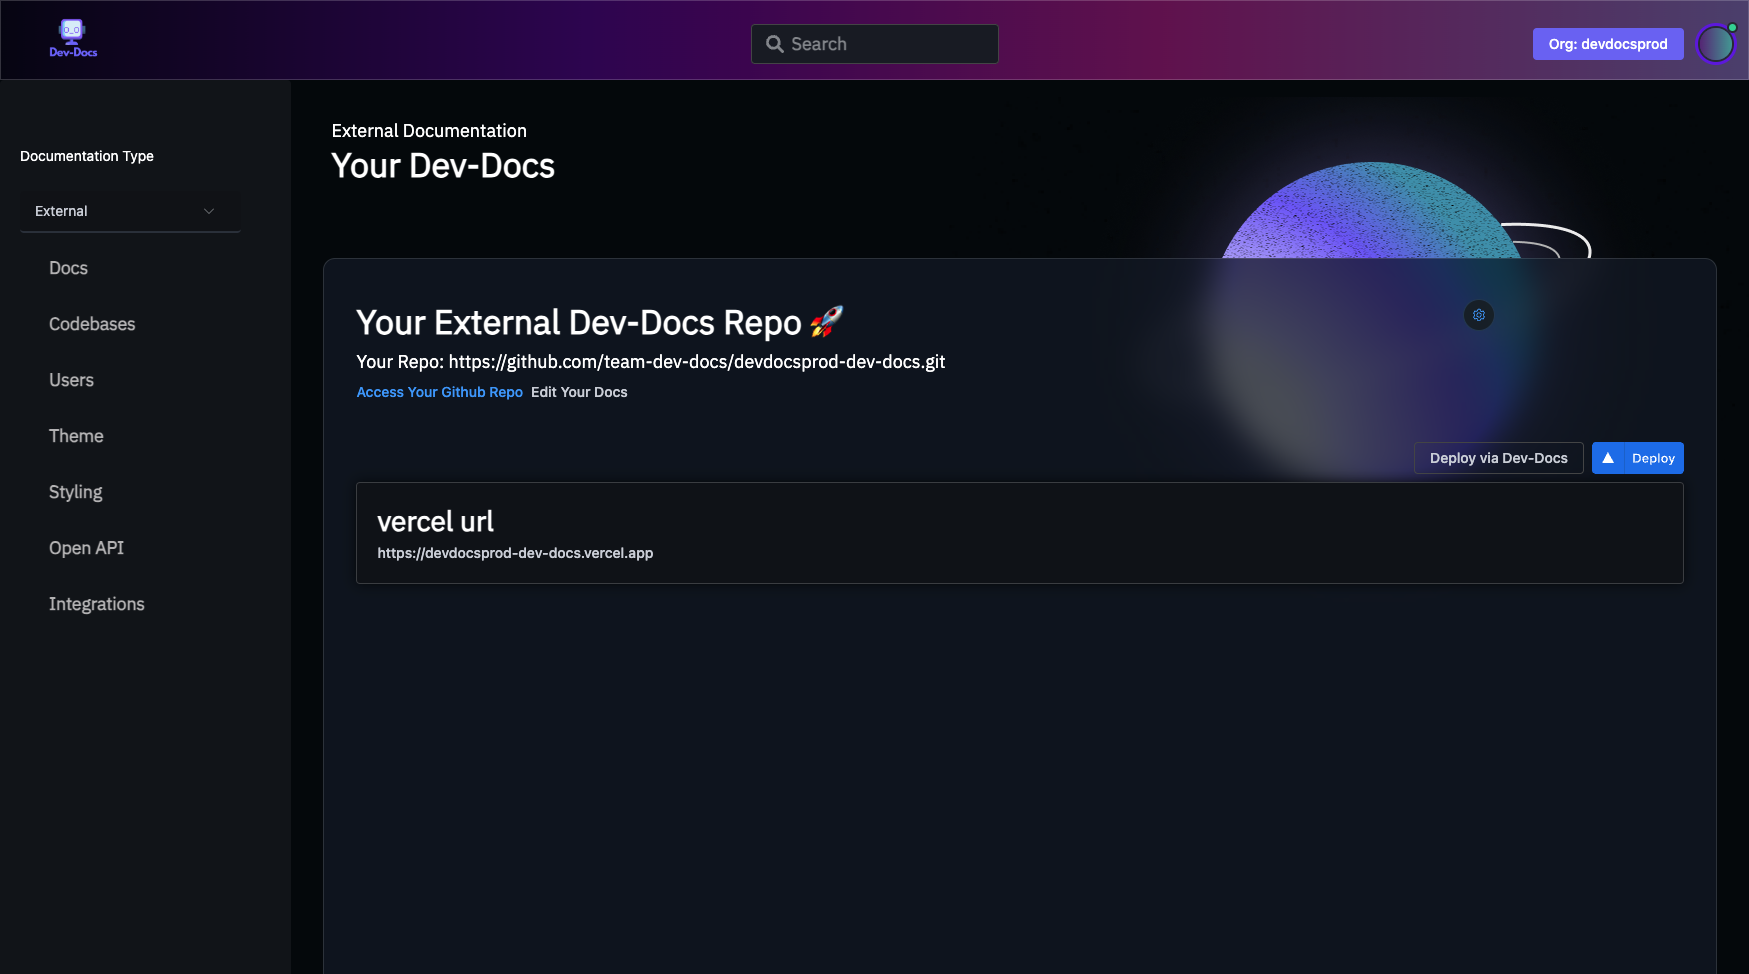 Dev-Docs
Search
Org: devdocsprod
Documentation Type
External
Docs
Codebases
Users
Theme
Styling
Open API
Integrations
External Documentation
Your Dev-Docs
Your External Dev-Docs Repo 🚀
Your Repo: https://github.com/team-dev-docs/devdocsprod-dev-docs.git
Access Your Github Repo Edit Your Docs
Deploy via Dev-Docs
Deploy
vercel url
https://devdocsprod-dev-docs.vercel.app